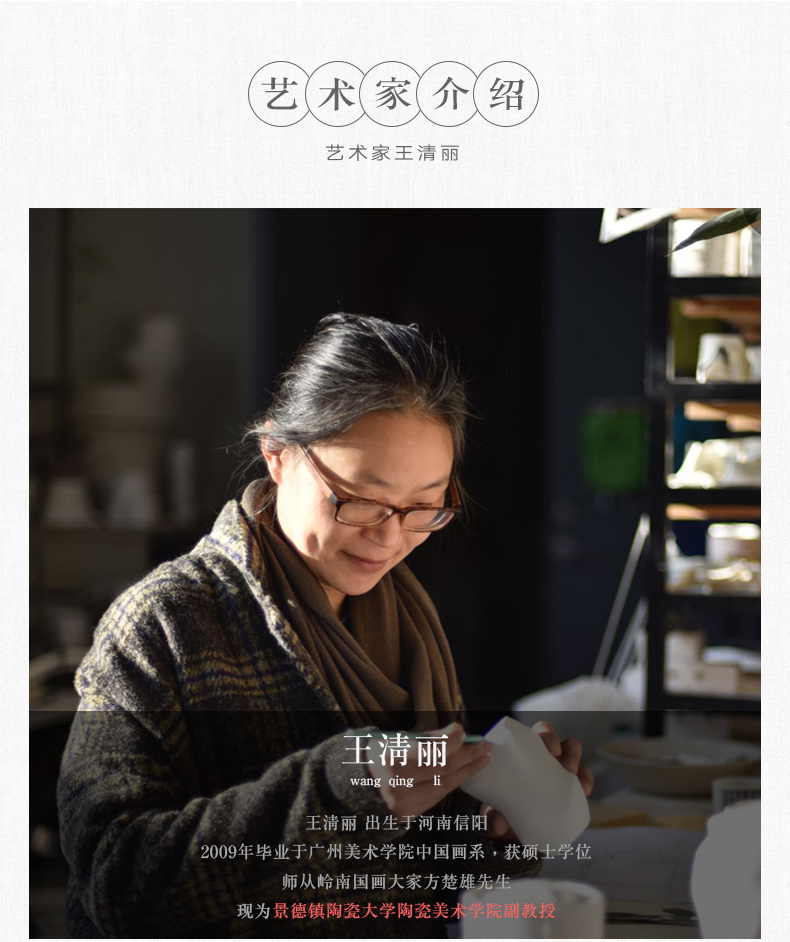 艺术家介绍
艺术家王清丽
王清丽
wang qing li
王清丽 出生于河南信阳
2009年毕业于广州美术学院中国画系，获硕士学位
师从岭南国画大家方楚雄先生
现为景德镇陶瓷大学陶瓷美术学院副教授